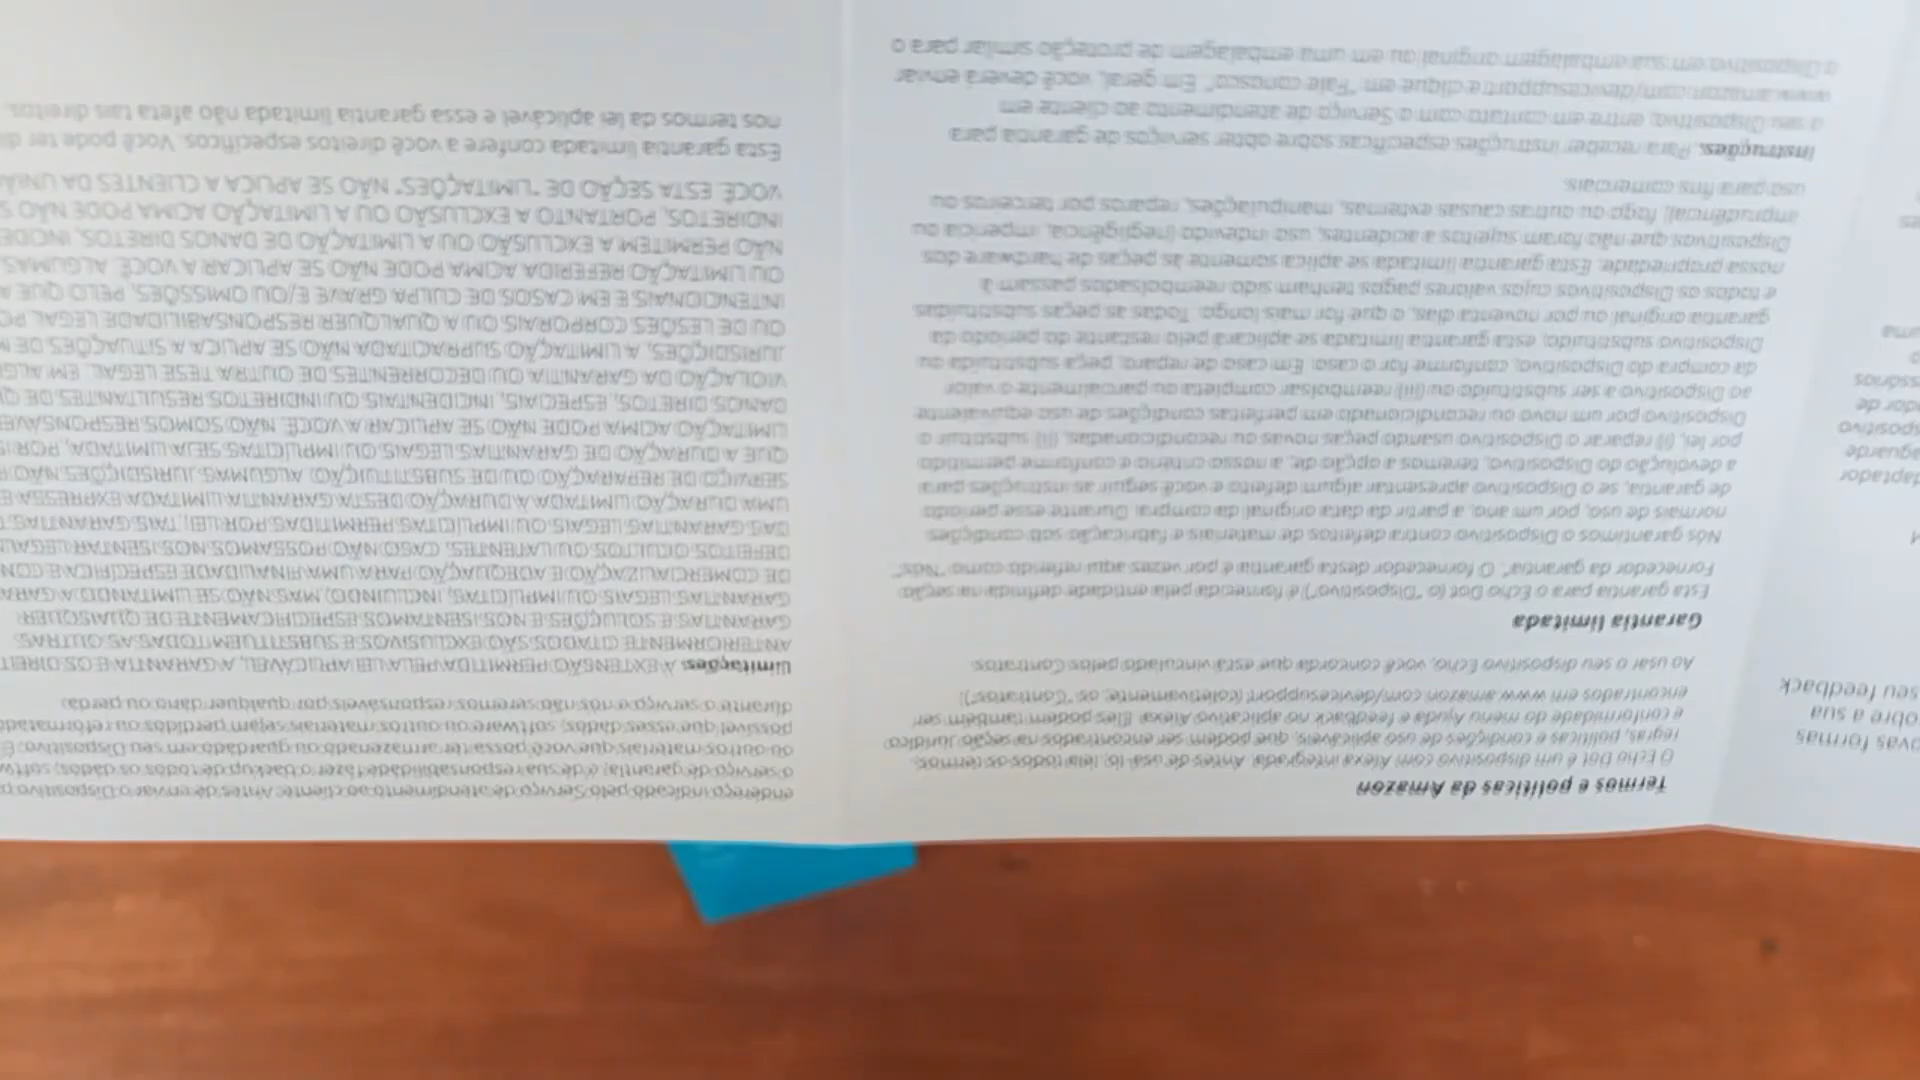 Termos e políticas da Amazon
O Echo Dot é um dispositivo com Alexa integrada. Antes de usá-lo, leia todos os termos,
regras, políticas e condições de uso aplicáveis, que podem ser encontrados na seção Jurídico
e conformidade do menu Ajuda e feedback no aplicativo Alexa. Eles podem também ser
encontrados em www.amazon.com/devicesupport (coletivamente, os "Contratos").
Ao usar o seu dispositivo Echo, você concorda que está vinculado pelos Contratos.
Garantia limitada
Esta garantia para o Echo Dot (o "Dispositivo") é fornecida pela entidade definida na seção
Fornecedor da garantia". O fornecedor desta garantia é por vezes aqui referido como "Nós".
Nós garantimos o Dispositivo contra defeitos de materiais e fabricação sob condições
normais de uso, por um ano, a partir da data original da compra. Durante esse período
de garantia, se o Dispositivo apresentar algum defeito e você seguir as instruções para
a devolução do Dispositivo, teremos a opção de, a nosso critério e conforme permitido
por lei, (i) reparar o Dispositivo usando peças novas ou recondicionadas, (ii) substituir o
Dispositivo por um novo ou recondicionado em perfeitas condições de uso equivalente
ao Dispositivo a ser substituído ou (iii) reembolsar completa ou parcialmente o valor
da compra do Dispositivo, conforme for o caso. Em caso de reparo, peça substituída ou
Dispositivo substituído, esta garantia limitada se aplicará pelo restante do período da
garantia original ou por noventa dias, o que for mais longo. Todas as peças substituídas
e todos os Dispositivos cujos valores pagos tenham sido reembolsados passam à
nossa propriedade. Esta garantia limitada se aplica somente às peças de hardware dos
Dispositivos que não foram sujeitos a acidentes, uso indevido (negligência, imperícia ou
imprudência), fogo ou outras causas externas, manipulações, reparos por terceiros ou
uso para fins comerciais.
Instruções. Para receber instruções específicas sobre obter serviços de garantia para
o seu Dispositivo, entre em contato com o Serviço de atendimento ao cliente em
www.amazon.com/devicesupport e clique em "Fale conosco". Em geral, você deverá enviar
o Dispositivo em sua embalagem original ou em uma embalagem de proteção similar para o
endereço indicado pelo Serviço de atendimento ao cliente. Antes de enviar o Dispositivo p
o serviço de garantia, é de sua responsabilidade fazer o backup de todos os dados, softw
ou outros materiais que você possa ter armazenado ou guardado em seu Dispositivo. É
possível que esses dados, software ou outros materiais sejam perdidos ou reformatad
durante o serviço e nós não seremos responsáveis por qualquer dano ou perda.
Limitações. À EXTENSÃO PERMITIDA PELA LEI APLICÁVEL, A GARANTIA E OS DIREIT
ANTERIORMENTE CITADOS SÃO EXCLUSIVOS E SUBSTITUEM TODAS AS OUTRAS
GARANTIAS E SOLUÇÕES E NOS ISENTAMOS ESPECIFICAMENTE DE QUAISQUER
GARANTIAS LEGAIS OU IMPLÍCITAS, INCLUINDO, MAS NÃO SE LIMITANDO A GARA
DE COMERCIALIZAÇÃO E ADEQUAÇÃO PARA UMA FINALIDADE ESPECÍFICA E CON
DEFEITOS OCULTOS OU LATENTES. CASO NÃO POSSAMOS NOS ISENTAR LEGAL
DAS GARANTIAS LEGAIS OU IMPLÍCITAS PERMITIDAS POR LEI, TAIS GARANTIAS T
UMA DURAÇÃO LIMITADA À DURAÇÃO DESTA GARANTIA LIMITADA EXPRESSA E
SERVIÇO DE REPARAÇÃO OU DE SUBSTITUIÇÃO. ALGUMAS JURISDIÇÕES NÃO P
QUE A DURAÇÃO DE GARANTIAS LEGAIS OU IMPLÍCITAS SEJA LIMITADA, POR IS
LIMITAÇÃO ACIMA PODE NÃO SE APLICAR A VOCÊ. NÃO SOMOS RESPONSÁVEI
DANOS DIRETOS, ESPECIAIS, INCIDENTAIS OU INDIRETOS RESULTANTES DE QU
VIOLAÇÃO DA GARANTIA OU DECORRENTES DE OUTRA TESE LEGAL. EM ALG
JURISDIÇÕES, A LIMITAÇÃO SUPRACITADA NÃO SE APLICA A SITUAÇÕES DE M
OU DE LESÕES CORPORAIS OU A QUALQUER RESPONSABILIDADE LEGAL PO
INTENCIONAIS E EM CASOS DE CULPA GRAVE E/OU OMISSÕES, PELO QUE A
OU LIMITAÇÃO REFERIDA ACIMA PODE NÃO SE APLICAR A VOCÊ. ALGUMAS
NÃO PERMITEM A EXCLUSÃO OU A LIMITAÇÃO DE DANOS DIRETOS, INCIDE
INDIRETOS, PORTANTO A EXCLUSÃO OU A LIMITAÇÃO ACIMA PODE NÃO S
VOCÊ. ESTA SEÇÃO DE "LIMITAÇÕES" NÃO SE APLICA A CLIENTES DA UNIÃ
Esta garantia limitada confere a você direitos específicos. Você pode ter di
nos termos da lei aplicável e essa garantia limitada não afeta tais direitos.
ovas formas
obre a sua
seu feedback
daptador
aguarde
spositivo
ador de
ssórios
uma